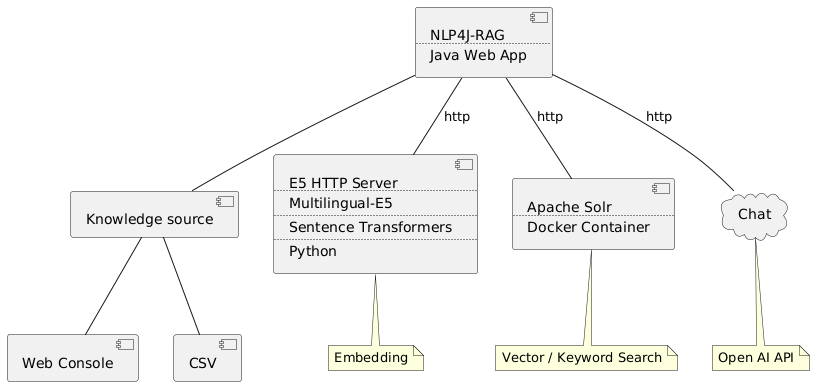 NLP4J-RAG
Java Web App
http
http
http
E5 HTTP Server
Multilingual-E5
Sentence Transformers
Python
Knowledge source
Apache Solr
Docker Container
Chat
Web Console
CSV
Embedding
Vector / Keyword Search
Open AI API